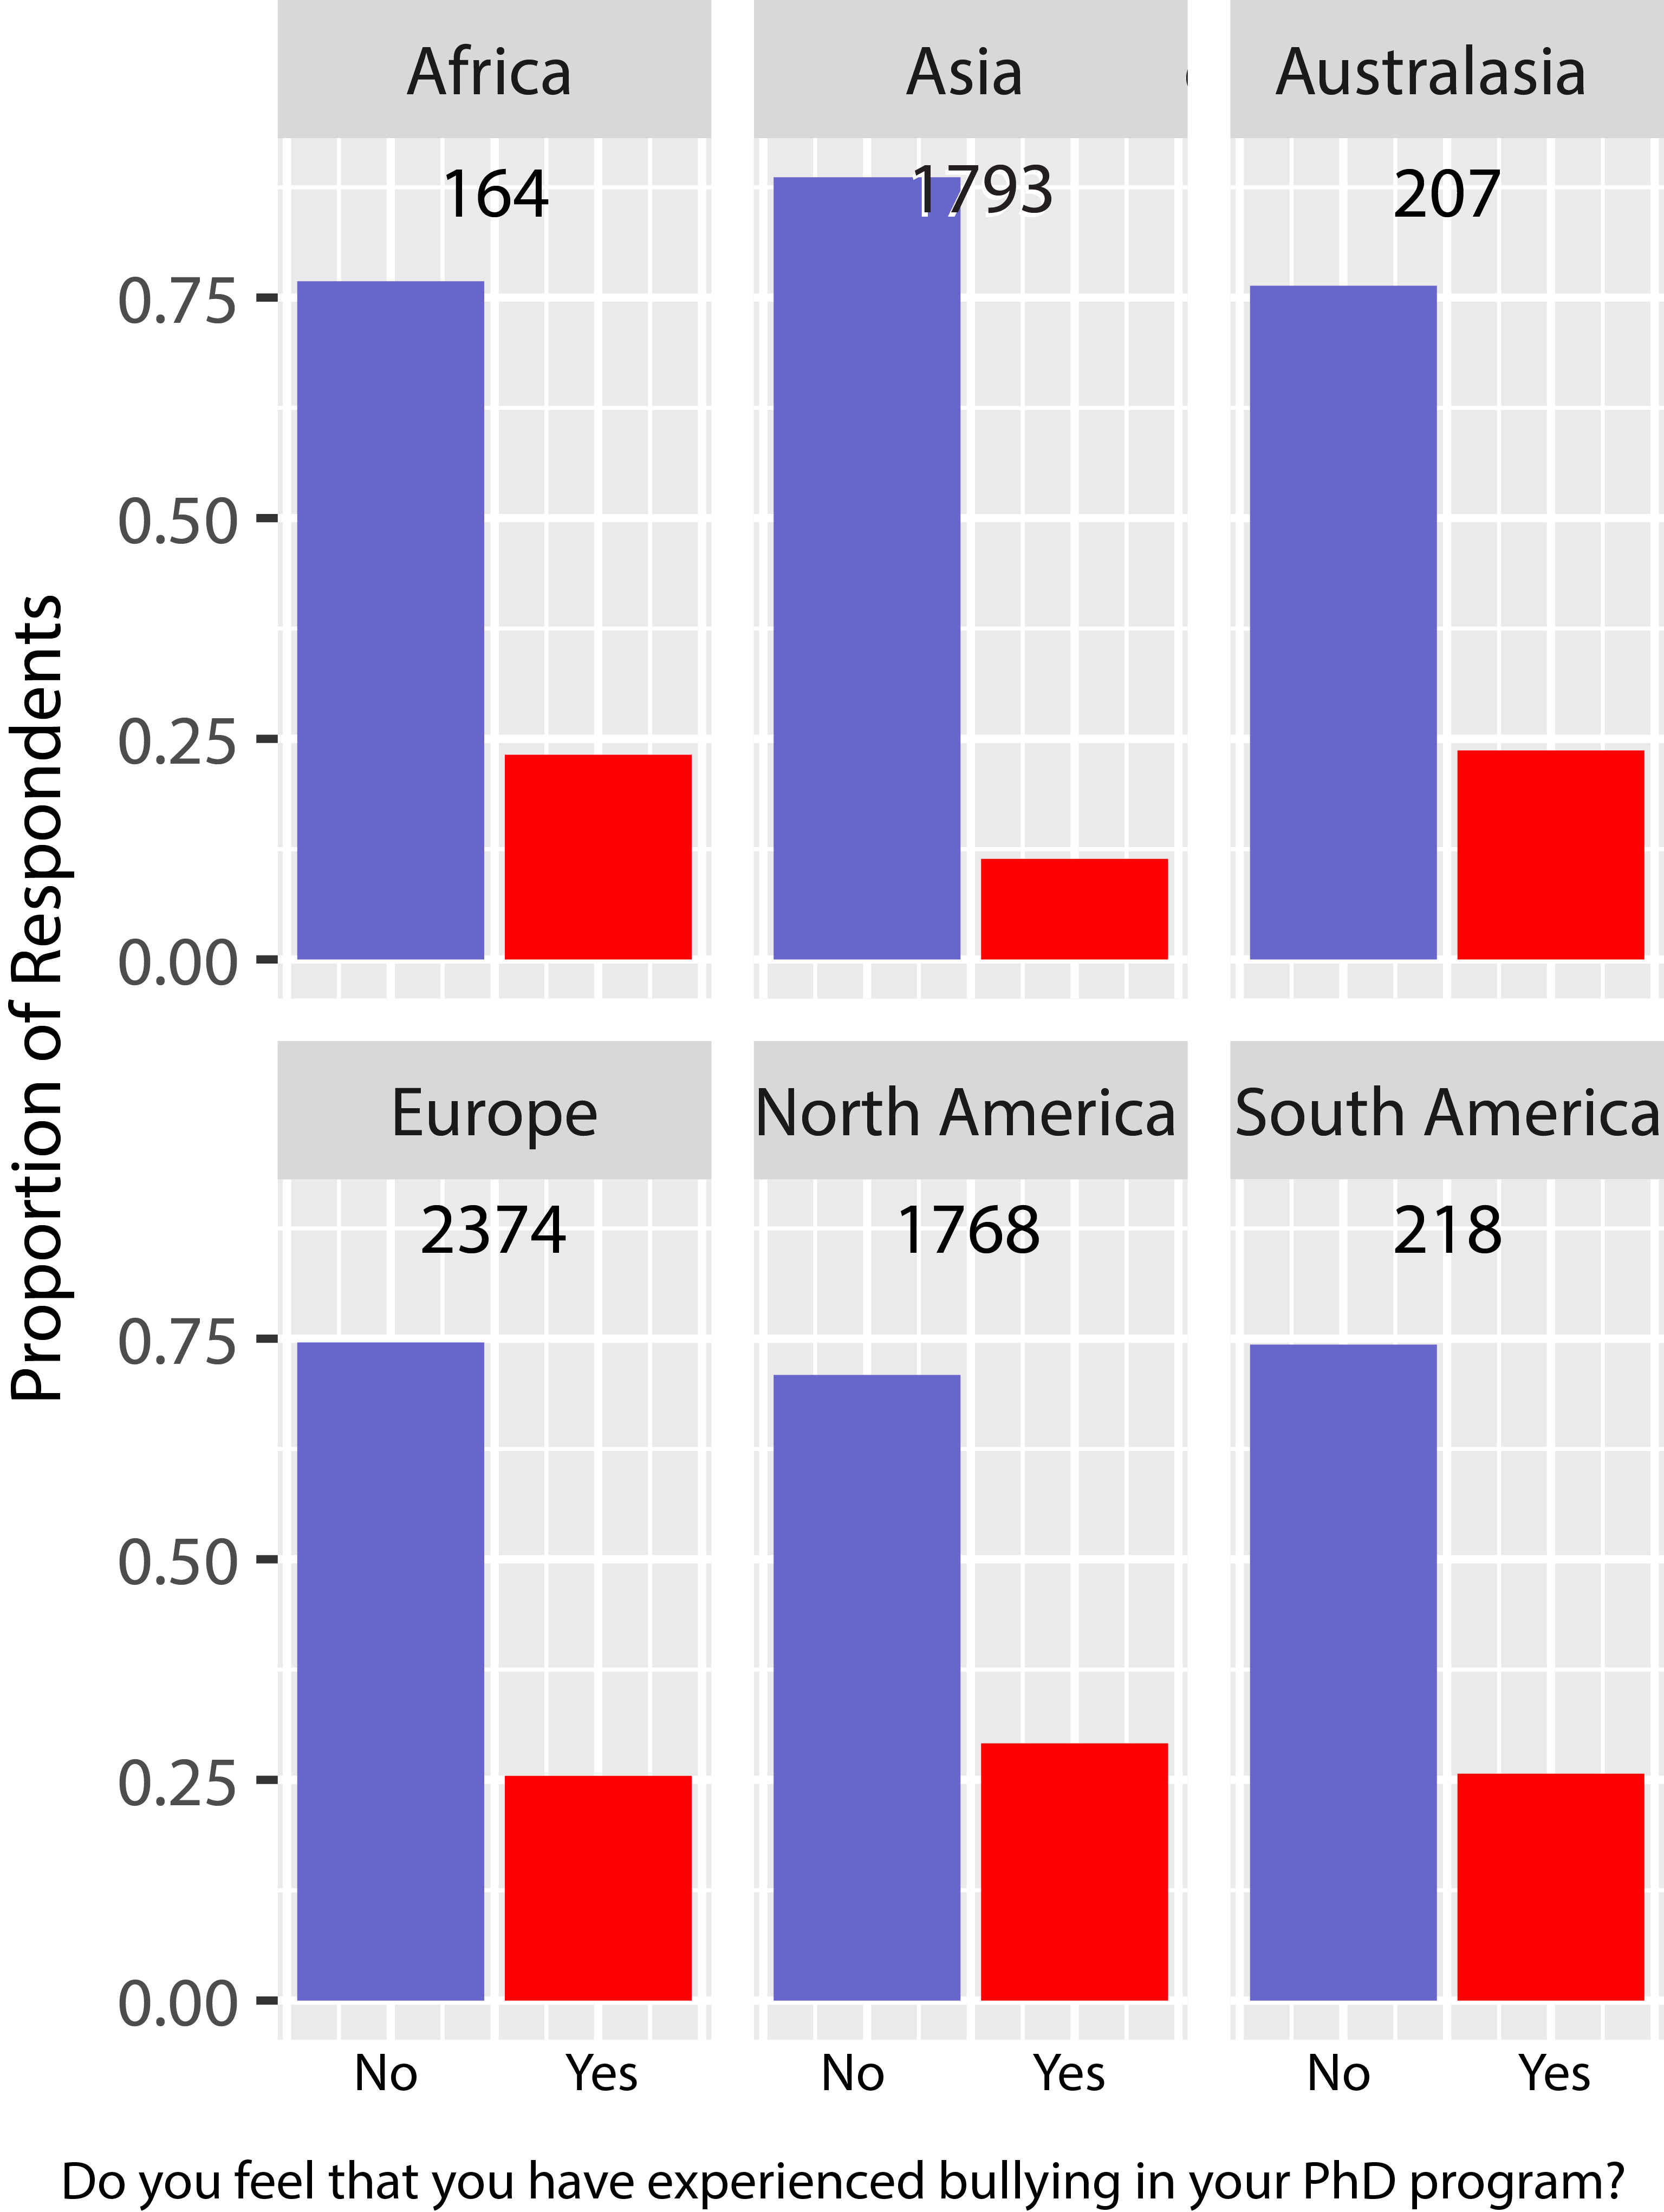 Africa Asia Australasia
164 1793 207
0.75
0.50
0.25
0.00
Proportion of Respondents
Europe North America South America
2374 1768 218
0.75
0.50
0.25
0.00
No Yes No Yes No Yes
Do you feel that you have experienced bullying in your PhD program?